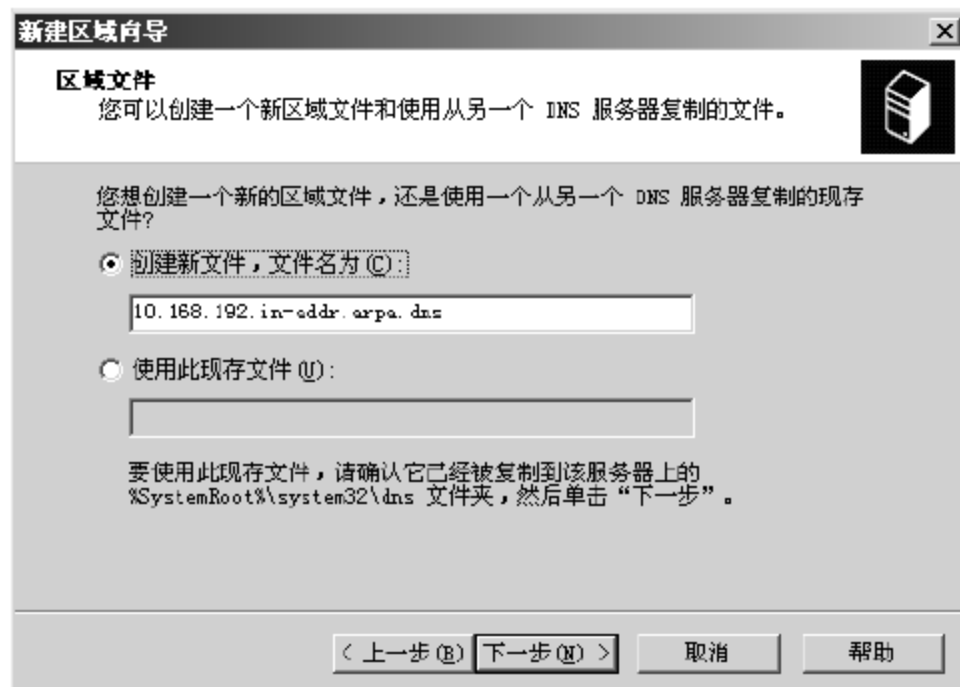 新建区域向导
区域文件
您可以创建一个新区域文件和使用从另一个 DNS 服务器复制的文件。
您想创建一个新的区域文件，还是使用一个从另一个 DNS 服务器复制的现存
文件?
创建新文件，文件名为(C):
10.168.192.in-addr.arpa.dns
使用此现存文件(U):
要使用此现存文件，请确认它已经被复制到该服务器上的
%SystemRoot%\system32\dns 文件夹，然后单击“下一步”。
< 上一步(B) 下一步(N) > 取消 帮助